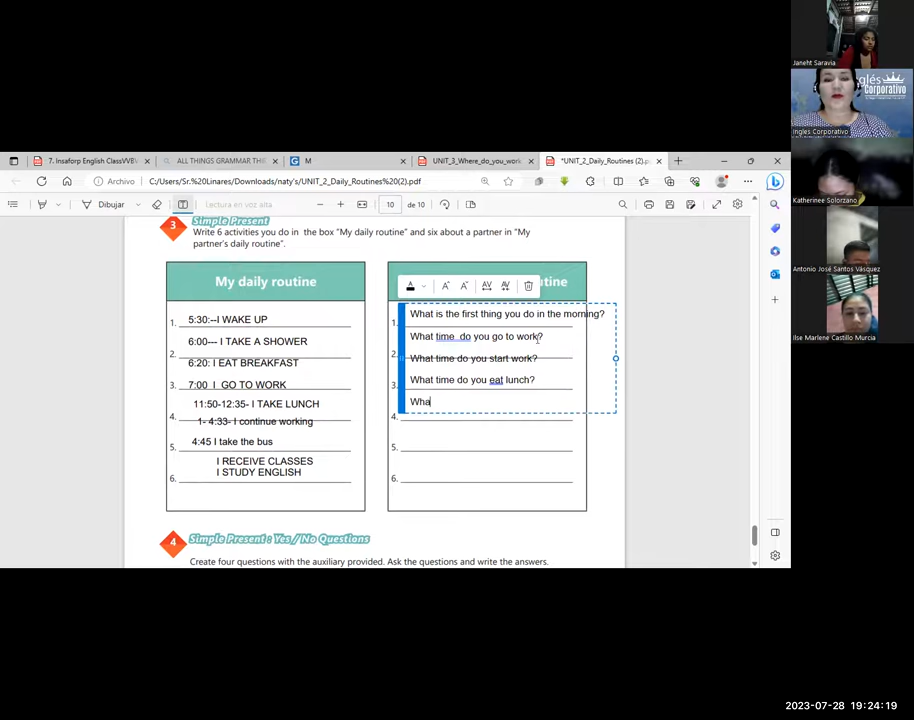 Janeht Saravia
glés
Corporativo
Ingles Corporativo
7. Insaforp English ClassVVBV
ALL THINGS GRAMMAR THI
M
UNIT_3_Where_do_you_work
*UNIT_2_Daily_Routines (2).p
Archivo
C:/Users/Sr.%20Linares/Downloads/naty's/UNIT_2_Daily_Routines%20(2).pdf
Katherinee Solorzano
Dibujar
Lectura en voz alta
10
de 10
3
Simple Present
Write 6 activities you do in the box "My daily routine" and six about a partner in "My
partner's daily routine".
My daily routine
1. 5:30:--I WAKE UP
6:00--- I TAKE A SHOWER
2.
6:20: I EAT BREAKFAST
3. 7:00 I GO TO WORK
11:50-12:35- I TAKE LUNCH
4.
1- 4:33- I continue working
5. 4:45 I take the bus
I RECEIVE CLASSES
I STUDY ENGLISH
6.
utine
1. What is the first thing you do in the morning?
What time do you go to work?
2. What time do you start work?
3. What time do you eat lunch?
Wha
4.
5.
6.
Antonio José Santos Vásquez
Ilse Marlene Castillo Murcia
4
Simple Present : Yes / No Questions
Create four questions with the auxiliary provided. Ask the questions and write the answers.
2023-07-28 19:24:19